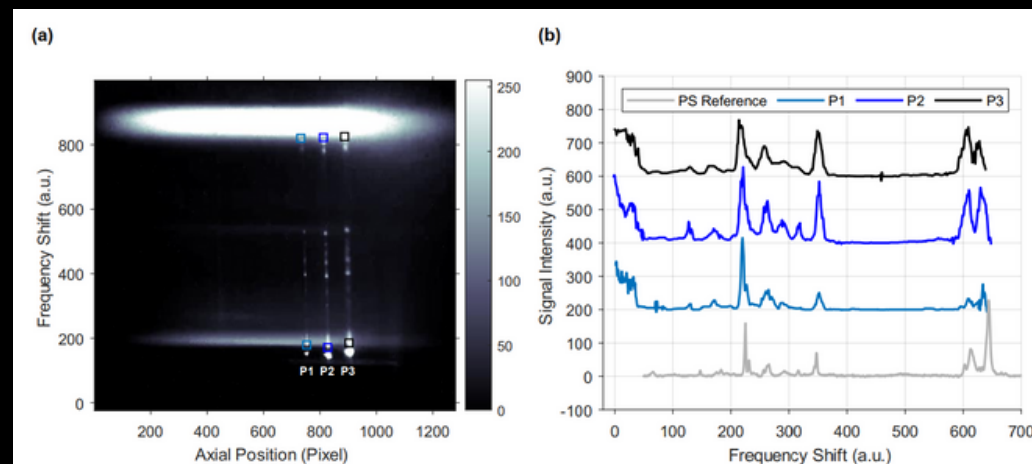 (a)
250
200
150
100
50
0
800
600
400
200
0
Frequency Shift (a.u.)
P1 P2 P3
200 400 600 800 1000 1200
Axial Position (Pixel)
(b)
900
800
700
600
500
400
300
200
100
0
-100
Signal Intensity (a.u.)
PS Reference P1 P2 P3
0 100 200 300 400 500 600 700
Frequency Shift (a.u.)